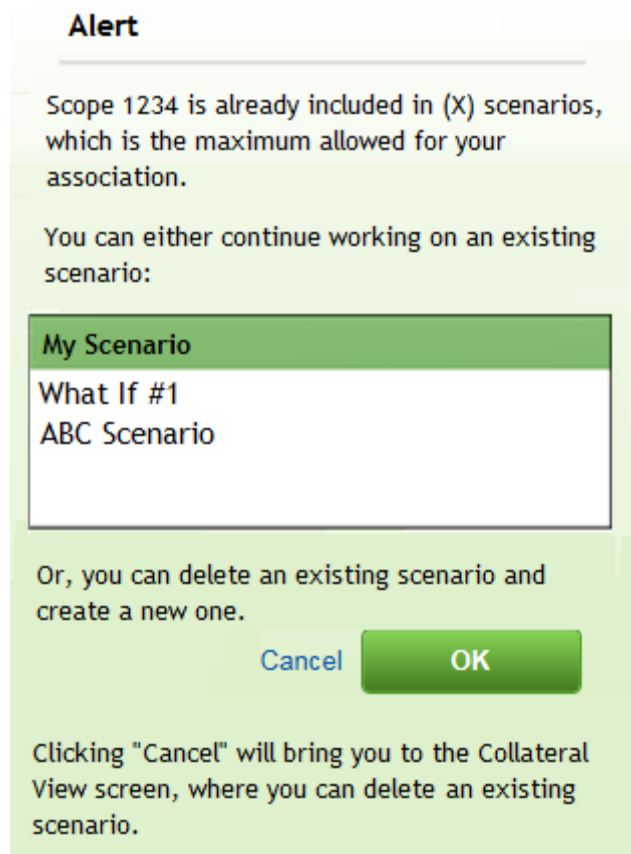 Alert
Scope 1234 is already included in (X) scenarios,
which is the maximum allowed for your
association.
You can either continue working on an existing
scenario:
My Scenario
What If #1
ABC Scenario
Or, you can delete an existing scenario and
create a new one.
Cancel OK
Clicking "Cancel" will bring you to the Collateral
View screen, where you can delete an existing
scenario.